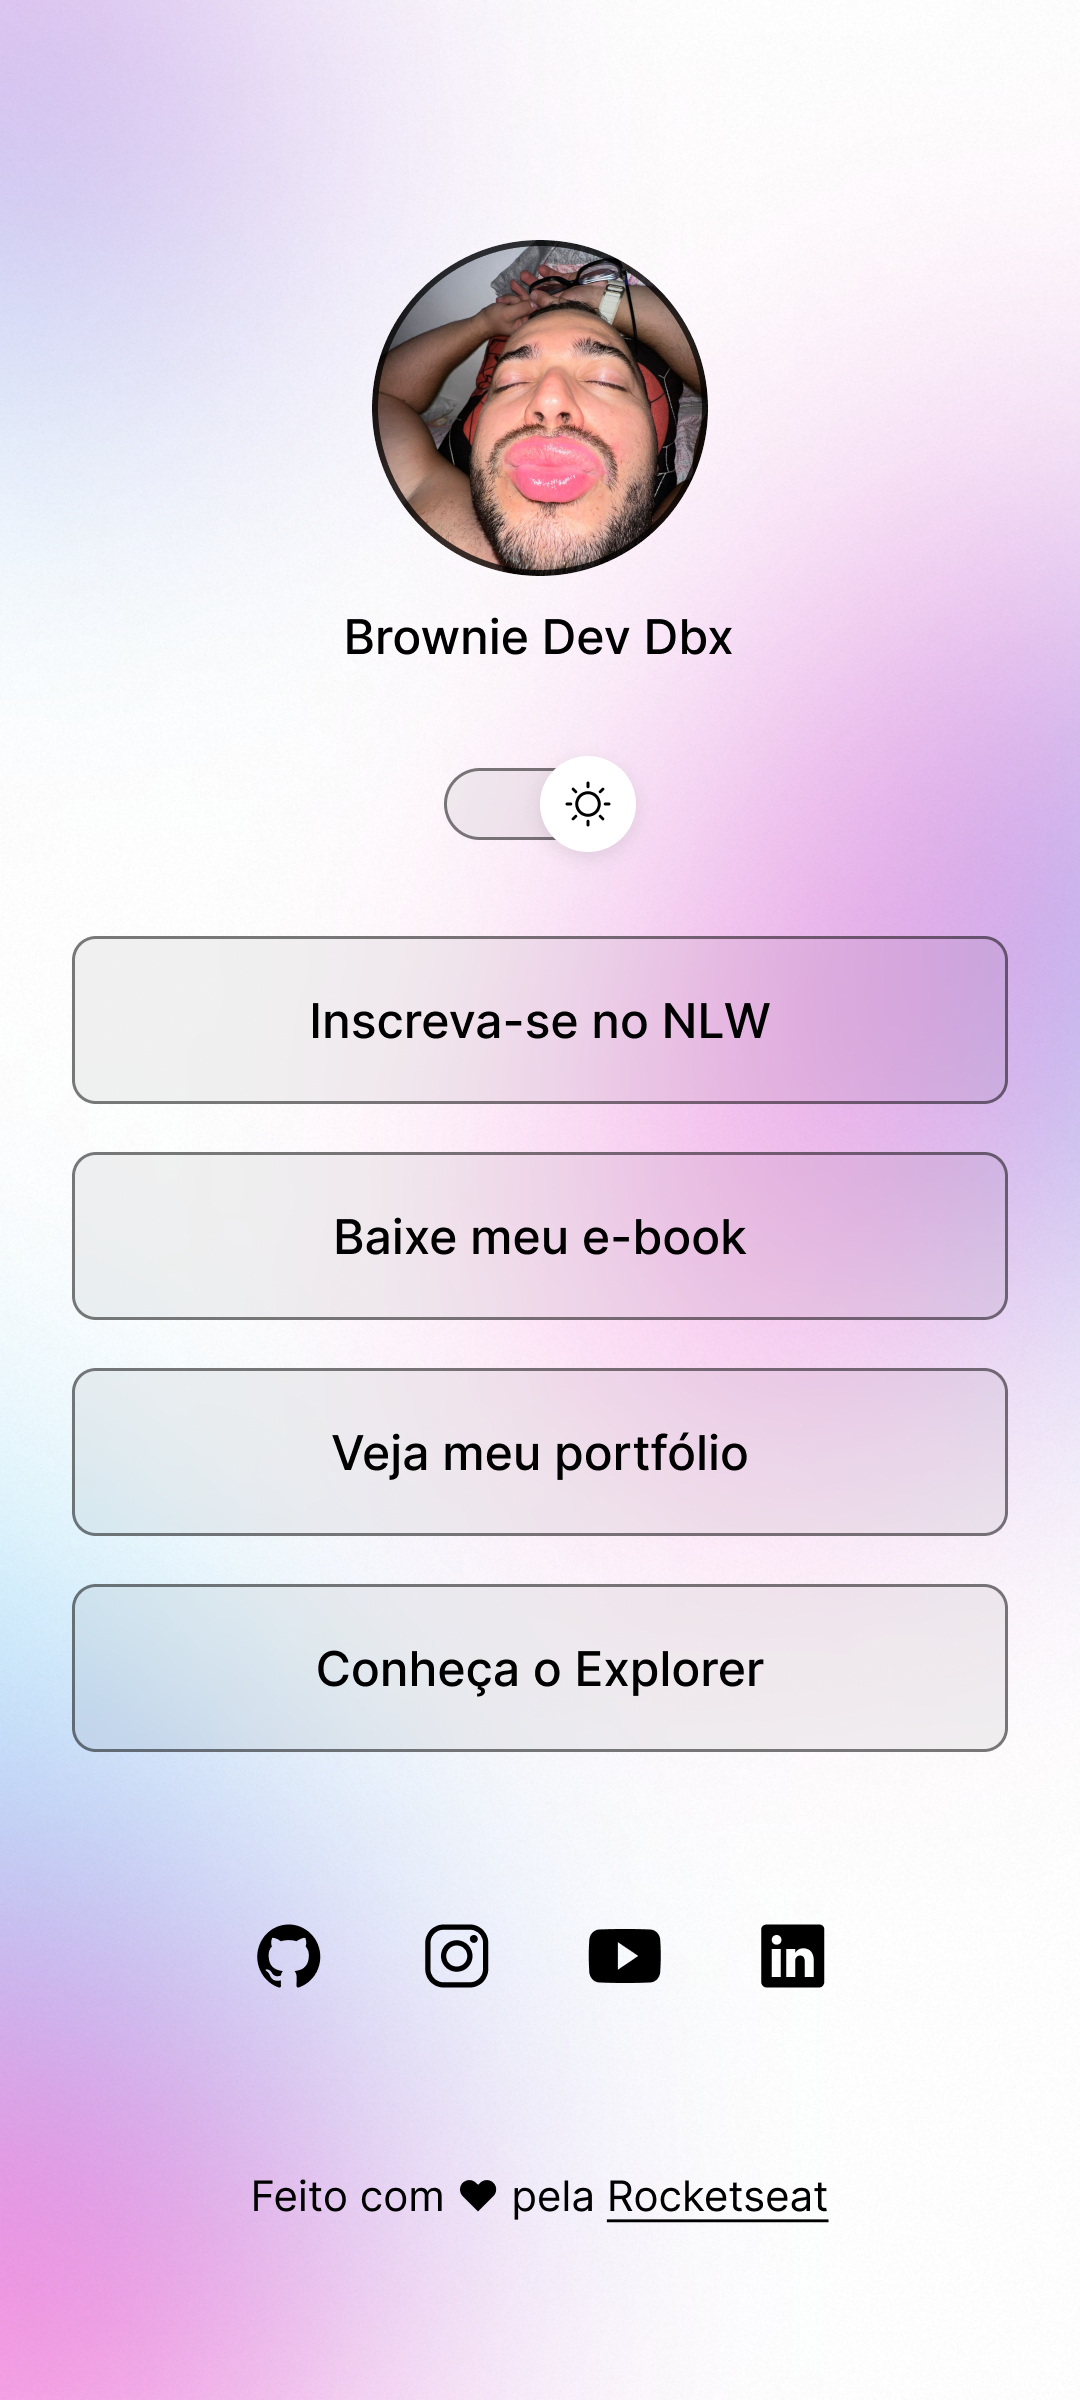 Brownie Dev Dbx
Inscreva-se no NLW
Baixe meu e-book
Veja meu portfólio
Conheça o Explorer
in
Feito com ♥ pela Rocketseat